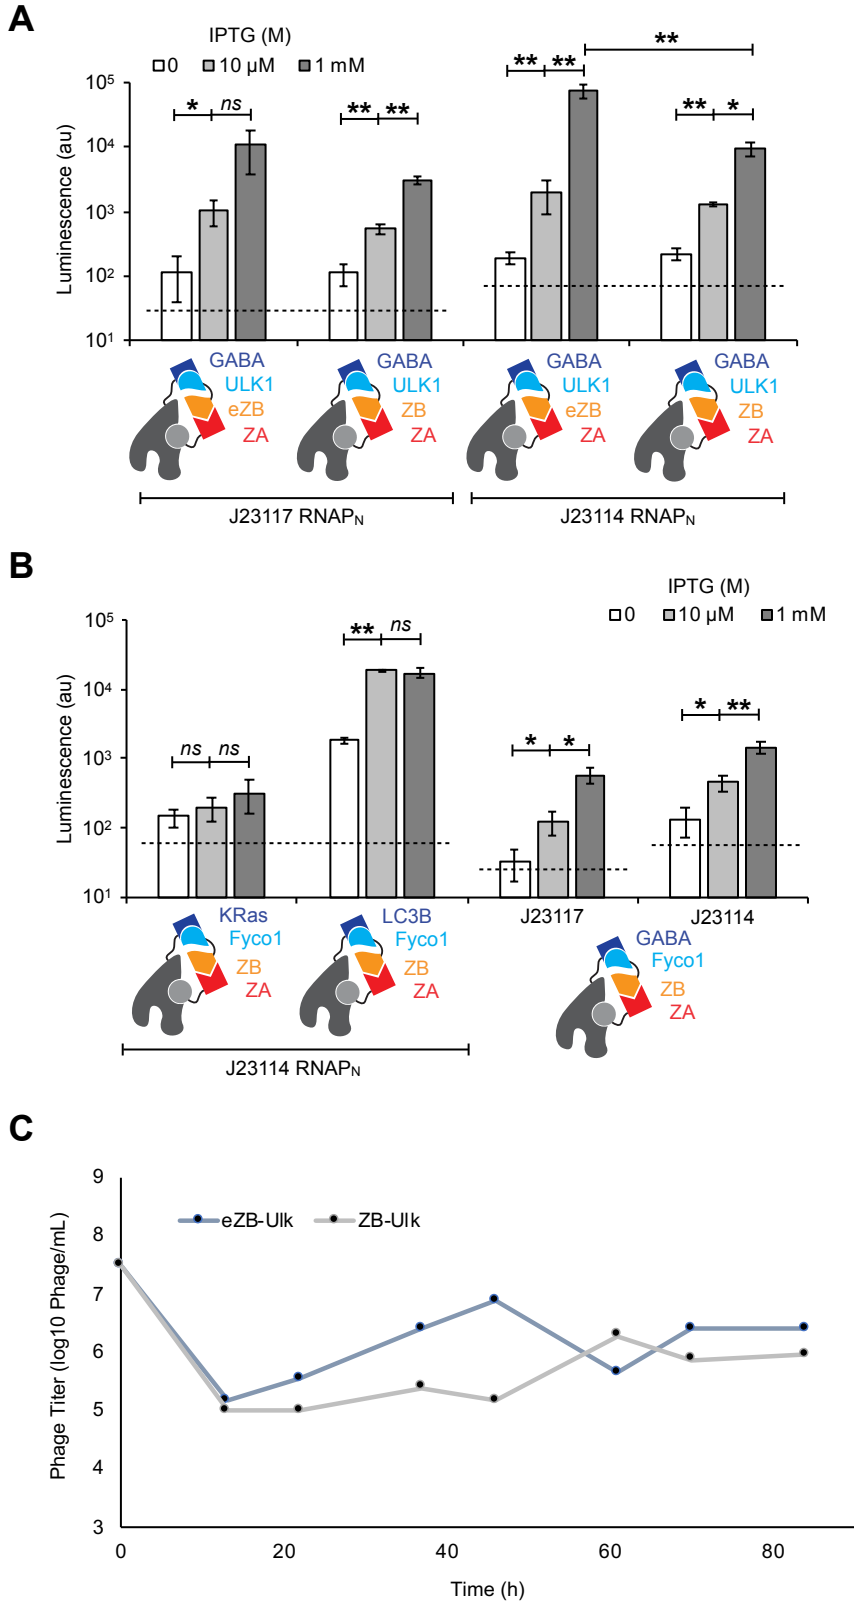 A
IPTG (M)
0 10 µM 1 mM
** 
** ** 
* ns ** ** ** *
Luminescence (au)
10⁵
10⁴
10³
10²
10¹
GABA GABA GABA GABA
ULK1 ULK1 ULK1 ULK1
eZB ZB eZB ZB
ZA ZA ZA ZA
J23117 RNAPN J23114 RNAPN
B
IPTG (M)
0 10 µM 1 mM
** ns
* **
* *
ns ns
Luminescence (au)
10⁵
10⁴
10³
10²
10¹
J23117 J23114
KRas LC3B GABA
Fyco1 Fyco1 Fyco1
ZB ZB ZB
ZA ZA ZA
J23114 RNAPN
C
eZB-Ulk ZB-Ulk
Phage Titer (log10 Phage/mL)
9
8
7
6
5
4
3
0 20 40 60 80
Time (h)